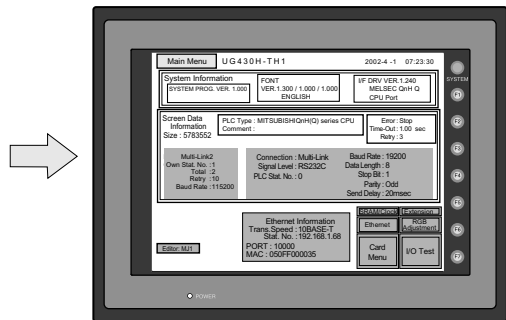 Main Menu UG430H-TH1 2002-4 -1 07:23:30
SYSTEM
System Information
SYSTEM PROG. VER. 1.000
FONT
VER.1.300 / 1.000 / 1.000
ENGLISH
I/F DRV VER.1.240
MELSEC QnH Q
CPU Port
F1
F2
F3
F4
F5
F6
F7
Screen Data
Information
Size : 5783552
PLC Type : MITSUBISHIQnH(Q) series CPU
Comment :
Error : Stop
Time-Out : 1.00 sec
Retry : 3
Multi-Link2
Own Stat. No. : 1
Total : 2
Retry : 10
Baud Rate : 115200
Connection : Multi-Link
Signal Level : RS232C
PLC Stat. No. : 0
Baud Rate : 19200
Data Length : 8
Stop Bit : 1
Parity : Odd
Send Delay : 20msec
Ethernet Information
Trans.Speed : 10BASE-T
Stat. No. : 192.168.1.68
PORT : 10000
MAC : 050FF000035
SRAM/Clock
Extension
Ethernet
RGB
Adjustment
Editor: MJ1
Card
Menu
I/O Test
POWER